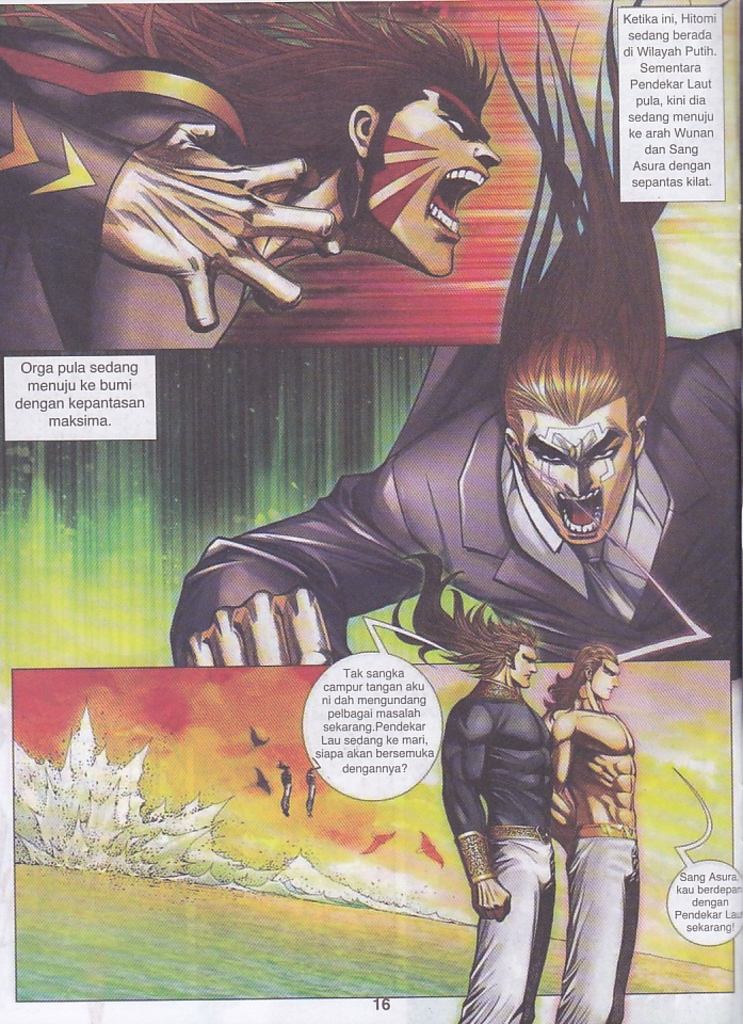 Ketika ini, Hitomi
sedang berada
di Wilayah Putih.
Sementara
Pendekar Laut
pula, kini dia
sedang menuju
ke arah Wunan
dan Sang
Asura dengan
sepantas kilat.
Orga pula sedang
menuju ke bumi
dengan kepantasan
maksima.
Tak sangka
campur tangan aku
ni dah mengundang
pelbagai masalah
sekarang.Pendekar
Lau sedang ke mari,
siapa akan bersemuka
dengannya?
Sang Asura,
kau berdepan
dengan
Pendekar Lau
sekarang!
16